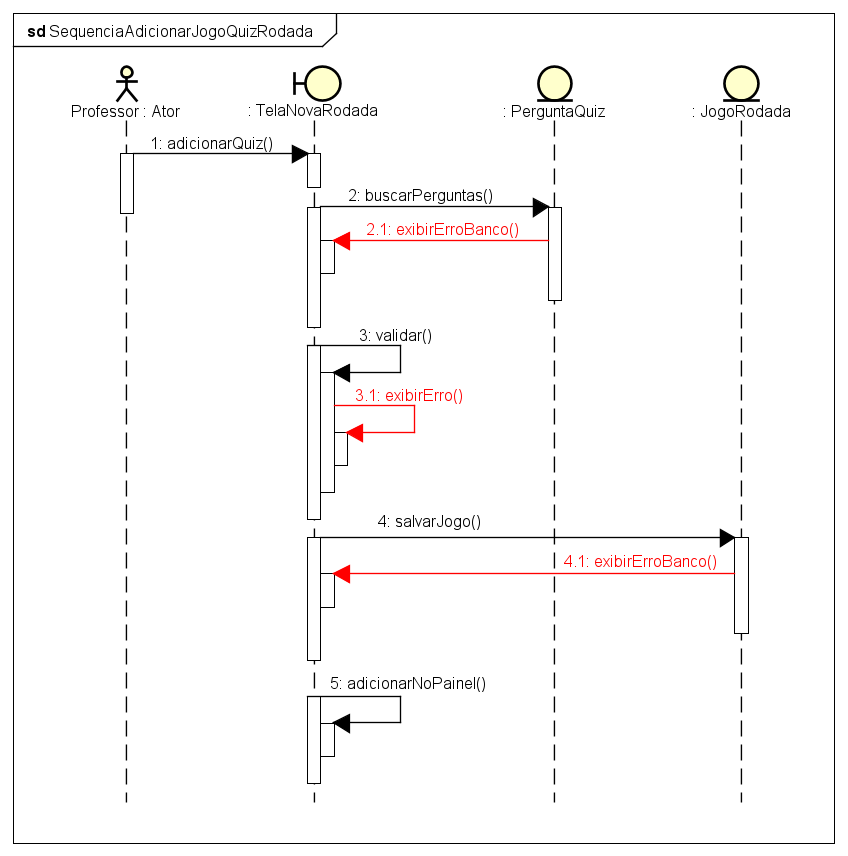 sd SequenciaAdicionarJogoQuizRodada
Professor : Ator
: TelaNovaRodada
: PerguntaQuiz
: JogoRodada
1: adicionarQuiz()
2: buscarPerguntas()
2.1: exibirErroBanco()
3: validar()
3.1: exibirErro()
4: salvarJogo()
4.1: exibirErroBanco()
5: adicionarNoPainel()